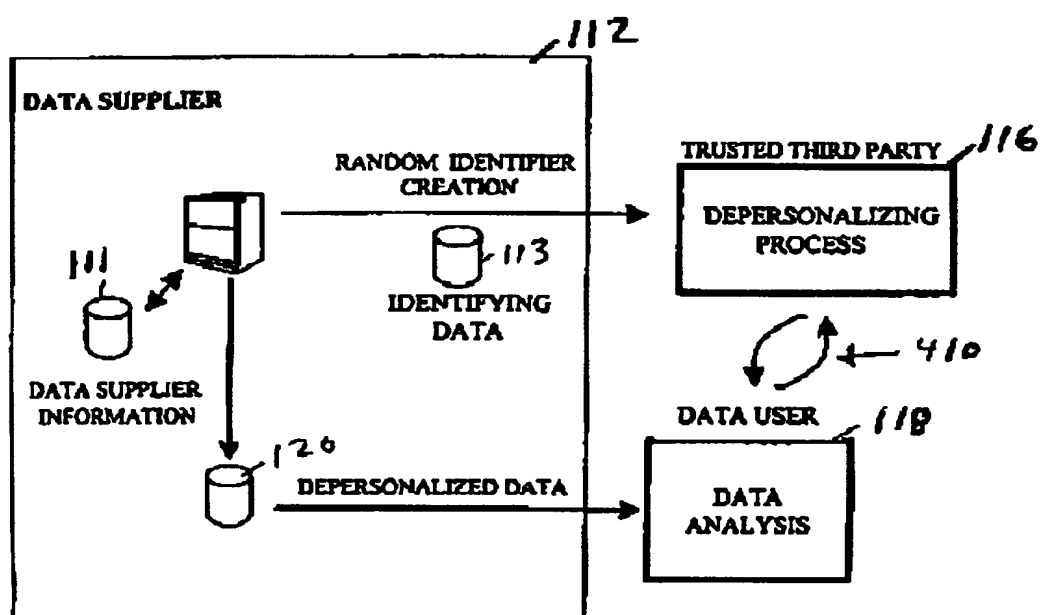 112
DATA SUPPLIER
TRUSTED THIRD PARTY
116
RANDOM IDENTIFIER
CREATION
DEPERSONALIZING
PROCESS
111
113
IDENTIFYING
DATA
410
DATA SUPPLIER
INFORMATION
DATA USER
118
120
DEPERSONALIZED DATA
DATA
ANALYSIS